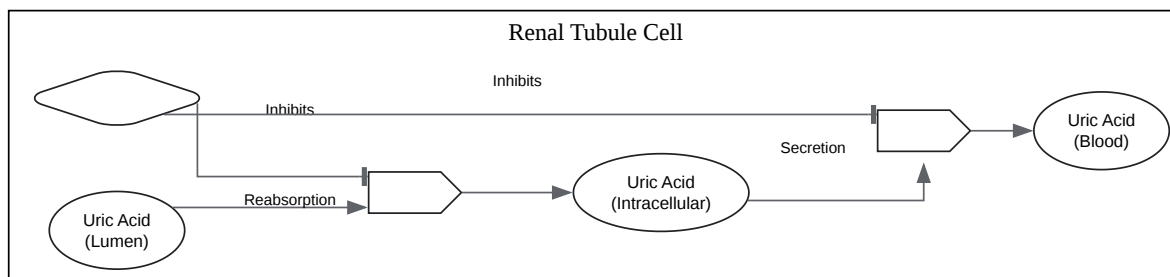 Renal Tubule Cell
Inhibits
Inhibits
Uric Acid
(Blood)
Secretion
Uric Acid
(Intracellular)
Reabsorption
Uric Acid
(Lumen)